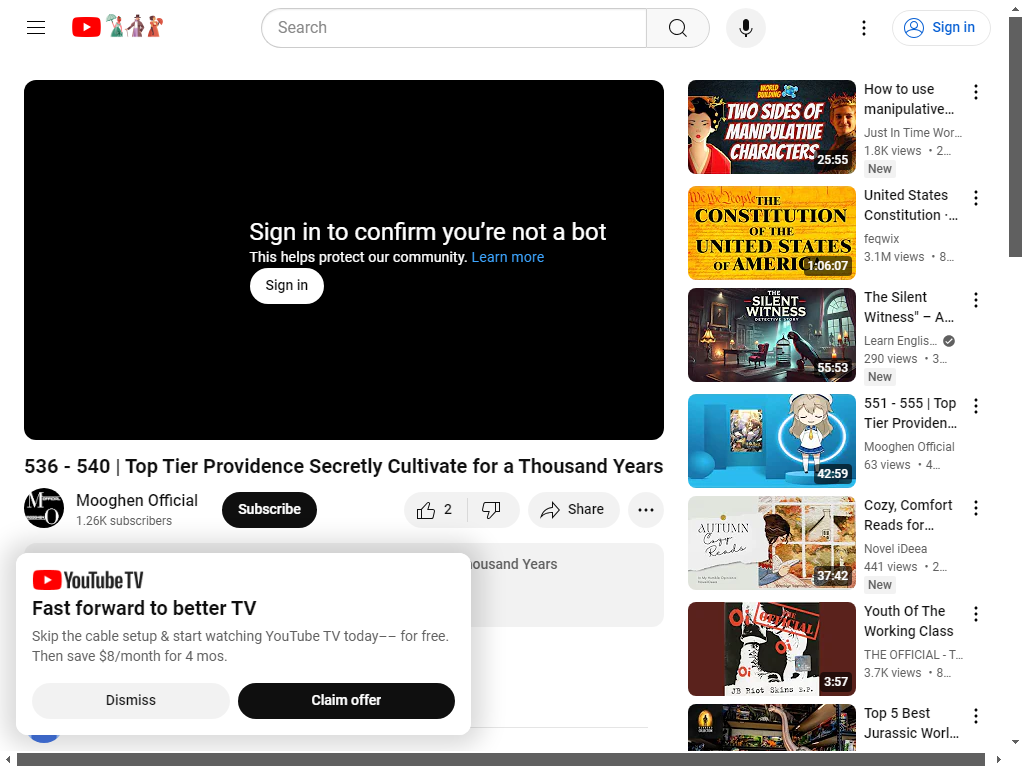 Search
Sign in
Sign in to confirm you're not a bot
This helps protect our community. Learn more
Sign in
536 - 540 | Top Tier Providence Secretly Cultivate for a Thousand Years
Mooghen Official
1.26K subscribers
Subscribe
2
Share
housand Years
YouTube TV
Fast forward to better TV
Skip the cable setup & start watching YouTube TV today–– for free.
Then save $8/month for 4 mos.
Dismiss
Claim offer
WORLD
BUILDING
TWO SIDES OF
MANIPULATIVE
CHARACTERS
25:55
How to use
manipulative…
Just In Time Wor…
1.8K views • 2…
New
We the People THE
CONSTITUTION
OF THE
UNITED STATES
OF AMERIC
1:06:07
United States
Constitution ·…
feqwix
3.1M views • 8…
THE
SILENT
WITNESS
DETECTIVE STORY
55:53
The Silent
Witness" – A…
Learn Englis…
290 views • 3…
New
42:59
551 - 555 | Top
Tier Providen…
Mooghen Official
63 views • 4…
AUTUMN
Cozy
Reads
37:42
Cozy, Comfort
Reads for…
Novel iDeea
441 views • 2…
New
Oi
THE
OFFICIAL
Oi
Oi
JB Riot Skins E.P.
3:57
Youth Of The
Working Class
THE OFFICIAL - T…
3.7K views • 8…
Top 5 Best
Jurassic Worl…